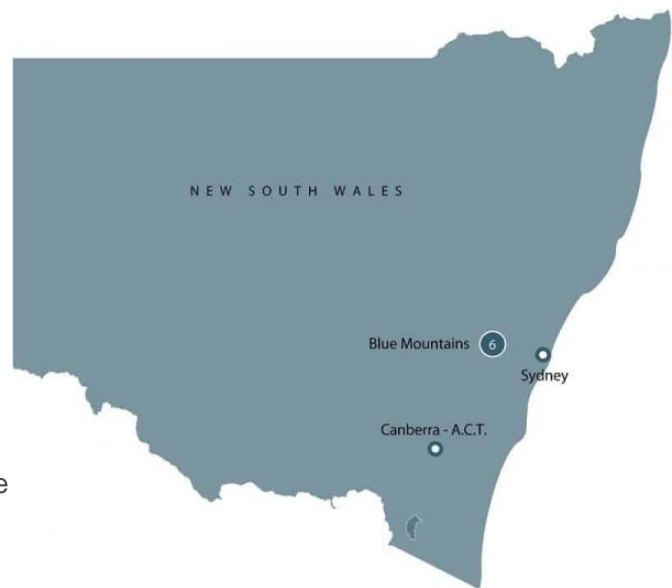 NEW SOUTH WALES
Blue Mountains 6
Sydney
Canberra - A.C.T.
e